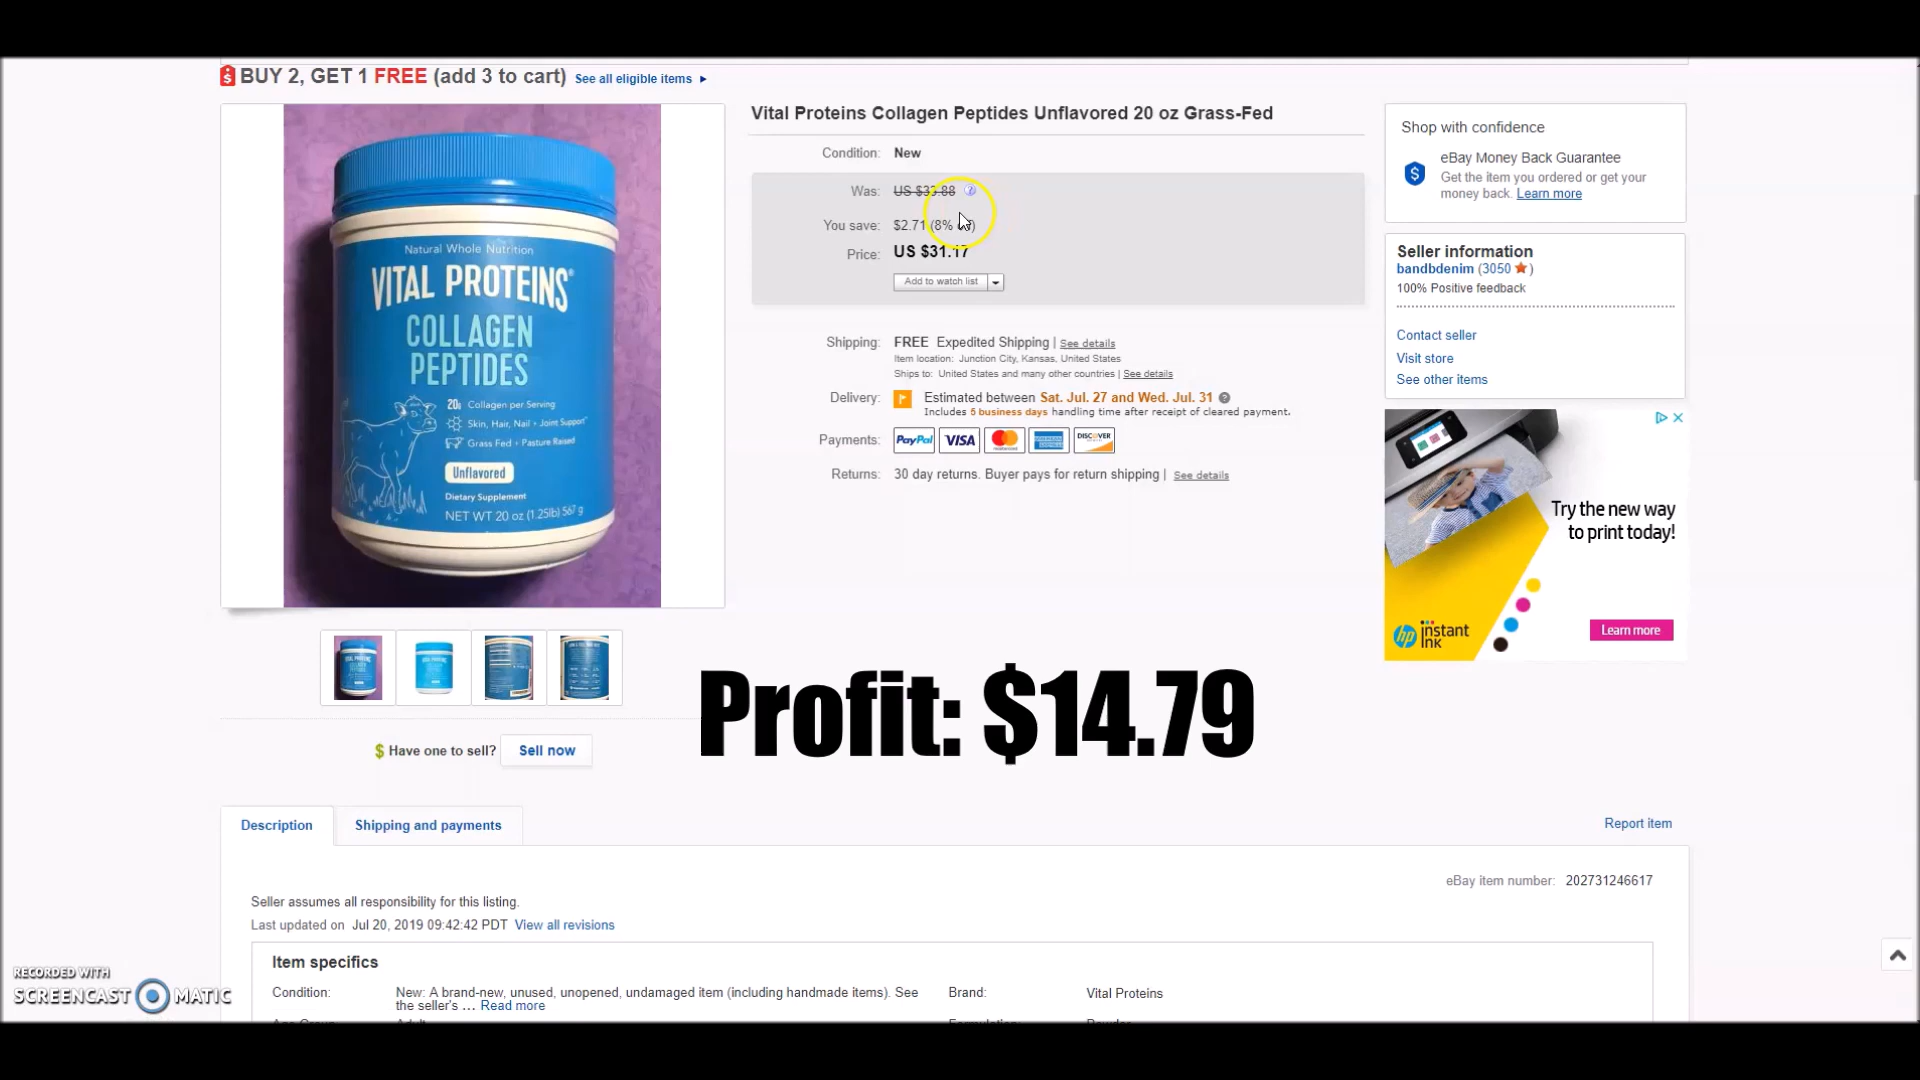 BUY 2, GET 1 FREE (add 3 to cart) See all eligible items
Vital Proteins Collagen Peptides Unflavored 20 oz Grass-Fed
Condition: New
Was: US $33.88
You save: $2.71 (8%
Price: US $31.17
Add to watch list
Shipping: FREE Expedited Shipping | See details
Item location: Junction City, Kansas, United States
Ships to: United States and many other countries | See details
Delivery: Estimated between Sat. Jul. 27 and Wed. Jul. 31
Includes 5 business days handling time after receipt of cleared payment.
Payments: PayPal VISA mastercard DISCOVER
Returns: 30 day returns. Buyer pays for return shipping | See details
Shop with confidence
eBay Money Back Guarantee
Get the item you ordered or get your
money back. Learn more
Seller information
bandbdenim (3050 )
100% Positive feedback
Contact seller
Visit store
See other items
Try the new way
to print today!
hp instant
ink
Learn more
Natural Whole Nutrition
VITAL PROTEINS®
COLLAGEN
PEPTIDES
20g Collagen per Serving
Skin, Hair, Nail + Joint Support*
Grass Fed + Pasture Raised
Unflavored
Dietary Supplement
NET WT 20 oz (1.25lb) 567 g
Profit: $14.79
$ Have one to sell? Sell now
Description
Shipping and payments
Report item
eBay item number: 202731246617
Seller assumes all responsibility for this listing.
Last updated on Jul 20, 2019 09:42:42 PDT View all revisions
Item specifics
Condition: New: A brand-new, unused, unopened, undamaged item (including handmade items). See
the seller's ... Read more
Brand: Vital Proteins
RECORDED WITH
SCREENCAST MATIC